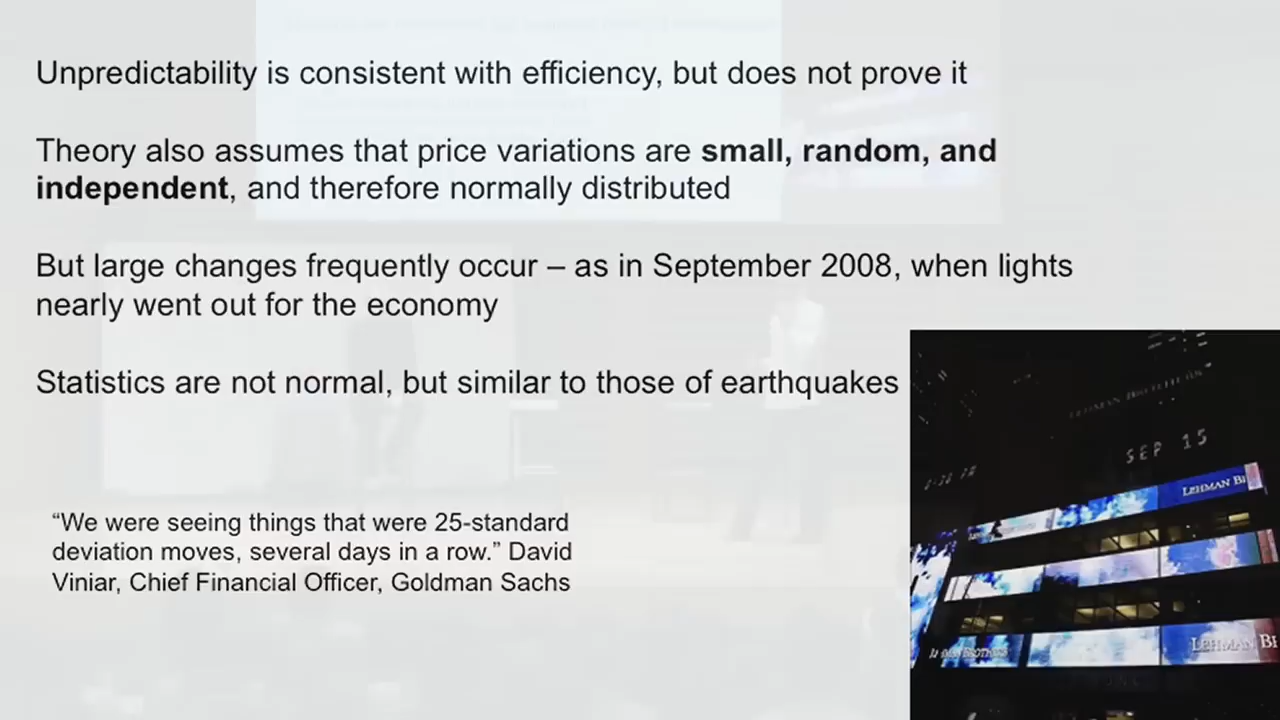 Unpredictability is consistent with efficiency, but does not prove it
Theory also assumes that price variations are small, random, and
independent, and therefore normally distributed
But large changes frequently occur – as in September 2008, when lights
nearly went out for the economy
Statistics are not normal, but similar to those of earthquakes
“We were seeing things that were 25-standard
deviation moves, several days in a row.” David
Viniar, Chief Financial Officer, Goldman Sachs
LEHMAN BROTHERS
SEP 15
LEHMAN B
LEHMAN B